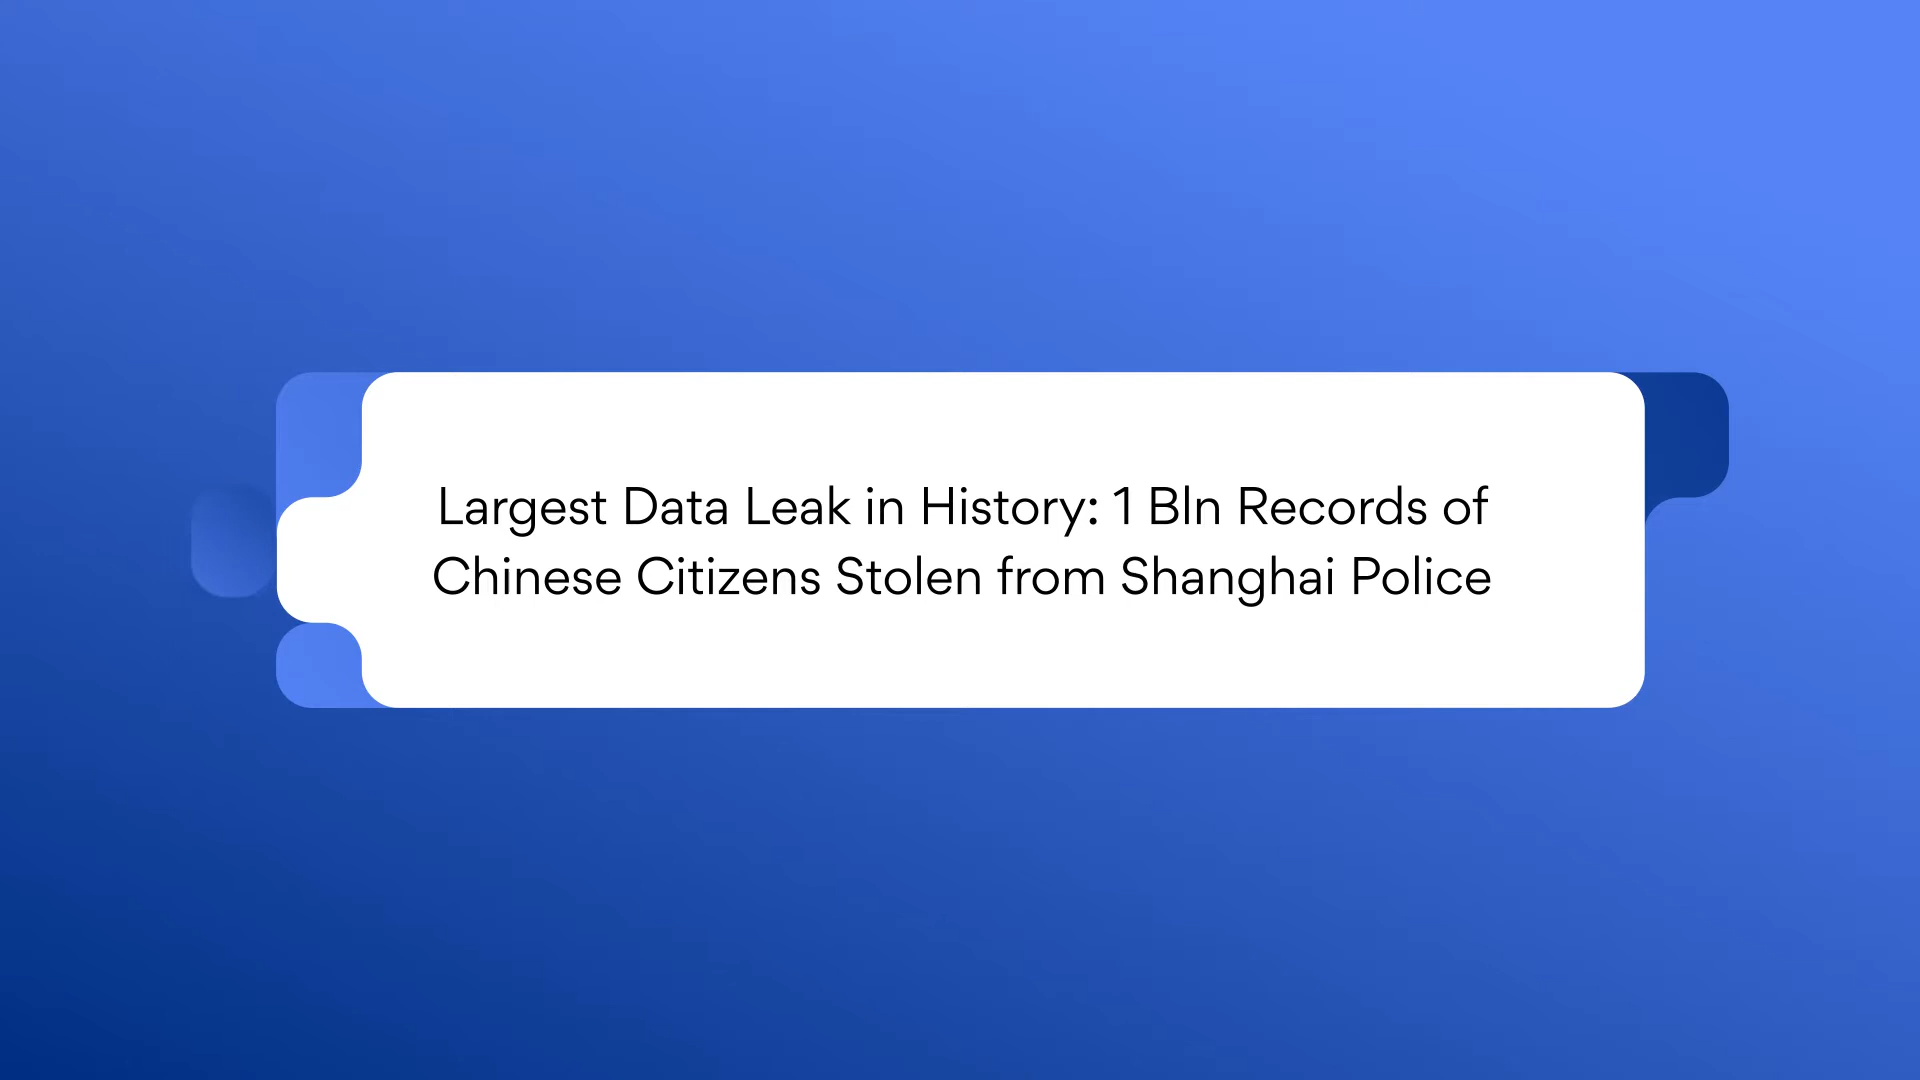 Largest Data Leak in History: 1 Bln Records of
Chinese Citizens Stolen from Shanghai Police